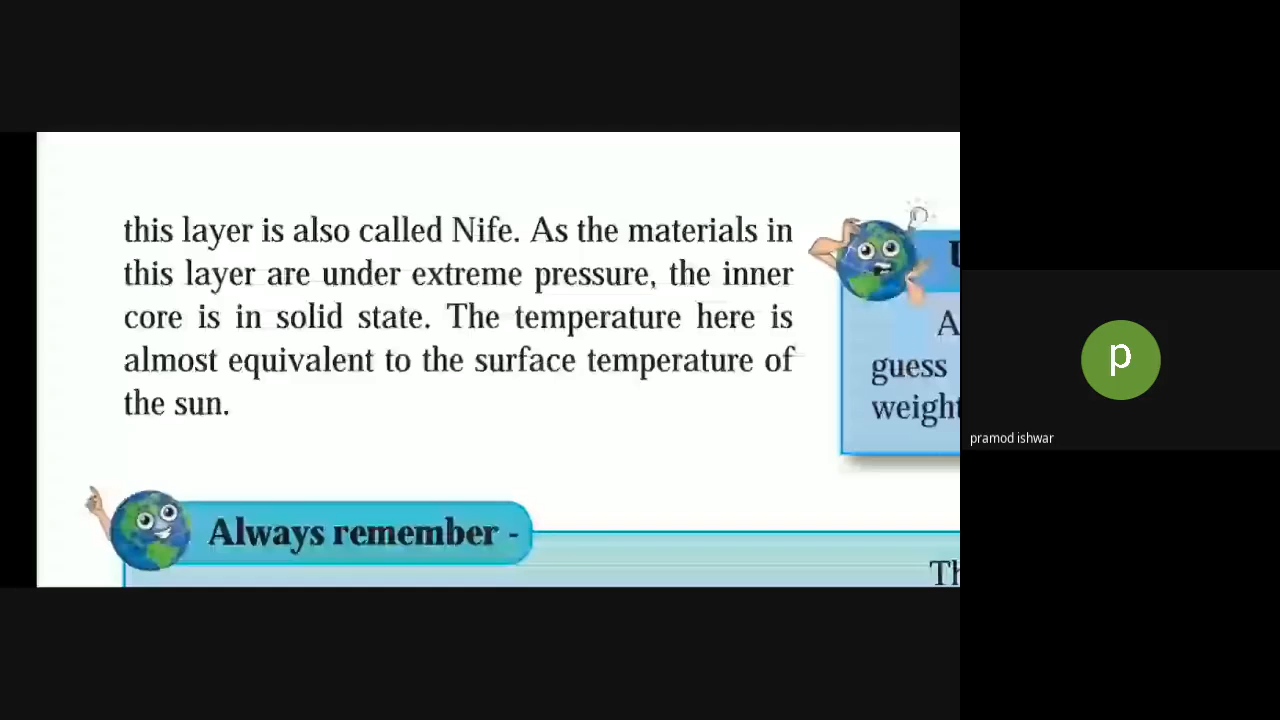 this layer is also called Nife. As the materials in
this layer are under extreme pressure, the inner
core is in solid state. The temperature here is
almost equivalent to the surface temperature of
the sun.
A
guess
weight
Always remember -
p
pramod ishwar